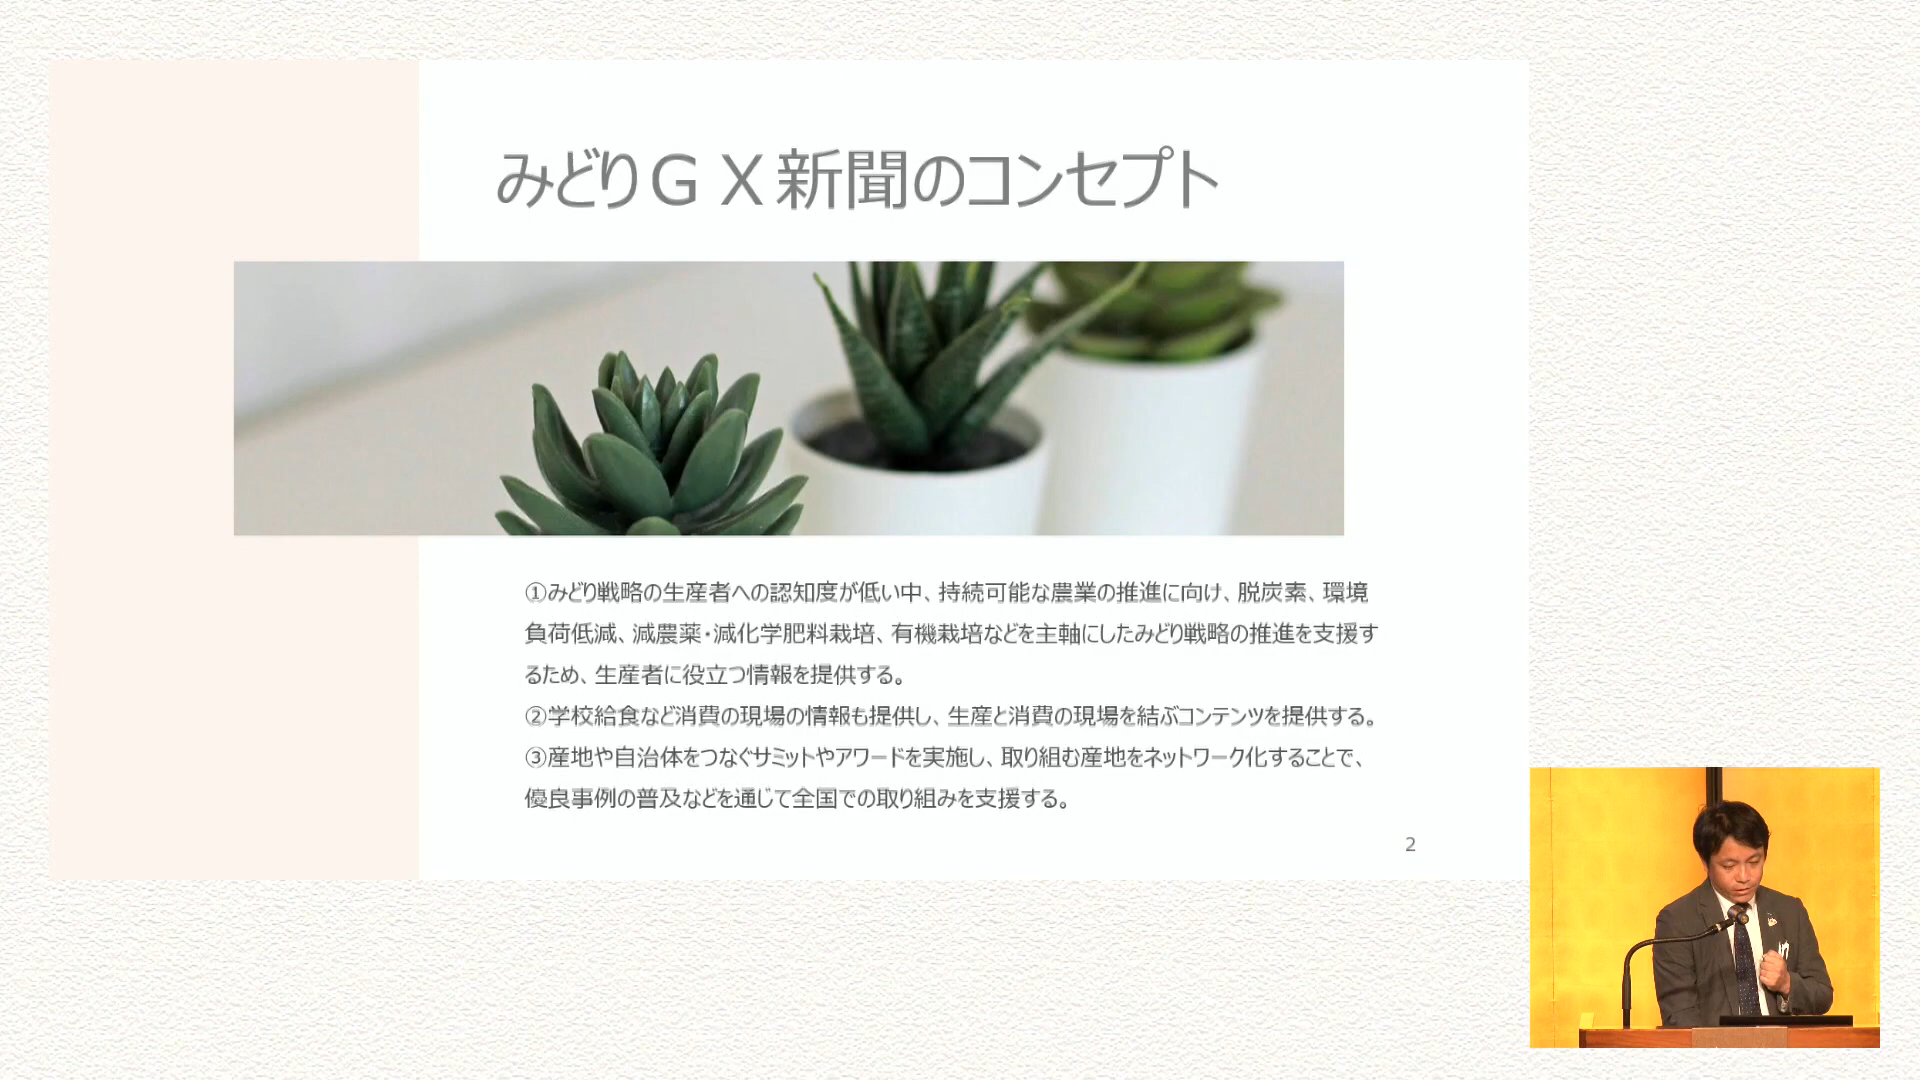 みどりＧＸ新聞のコンセプト
①みどり戦略の生産者への認知度が低い中、持続可能な農業の推進に向け、脱炭素、環境
負荷低減、減農薬・減化学肥料栽培、有機栽培などを主軸にしたみどり戦略の推進を支援す
るため、生産者に役立つ情報を提供する。
②学校給食など消費の現場の情報も提供し、生産と消費の現場を結ぶコンテンツを提供する。
③産地や自治体をつなぐサミットやアワードを実施し、取り組む産地をネットワーク化することで、
優良事例の普及などを通じて全国での取り組みを支援する。
2